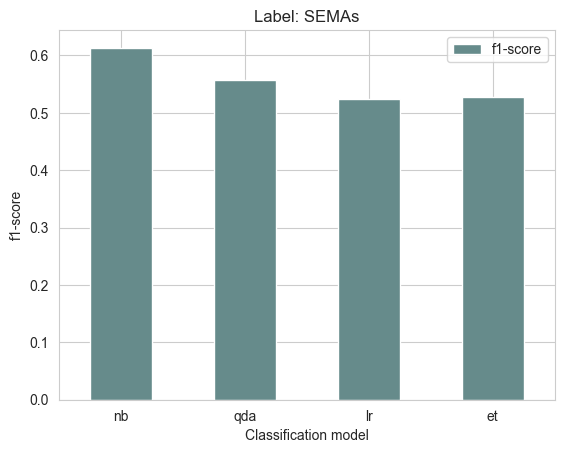 Label: SEMAs
f1-score
0.6
0.5
0.4
0.3
0.2
0.1
0.0
f1-score
nb qda lr et
Classification model